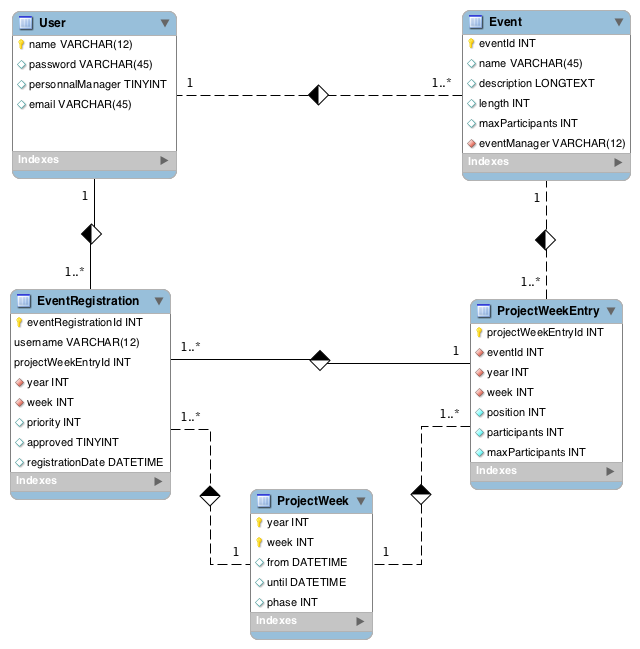 User
name VARCHAR(12)
password VARCHAR(45)
personnalManager TINYINT
email VARCHAR(45)
Indexes
1
1..*
Event
eventId INT
name VARCHAR(45)
description LONGTEXT
length INT
maxParticipants INT
eventManager VARCHAR(12)
Indexes
1
1..*
1
1..*
EventRegistration
eventRegistrationId INT
username VARCHAR(12)
projectWeekEntryId INT
year INT
week INT
priority INT
approved TINYINT
registrationDate DATETIME
Indexes
1..*
1
ProjectWeekEntry
projectWeekEntryId INT
eventId INT
year INT
week INT
position INT
participants INT
maxParticipants INT
Indexes
1..*
1..*
1
1
ProjectWeek
year INT
week INT
from DATETIME
until DATETIME
phase INT
Indexes